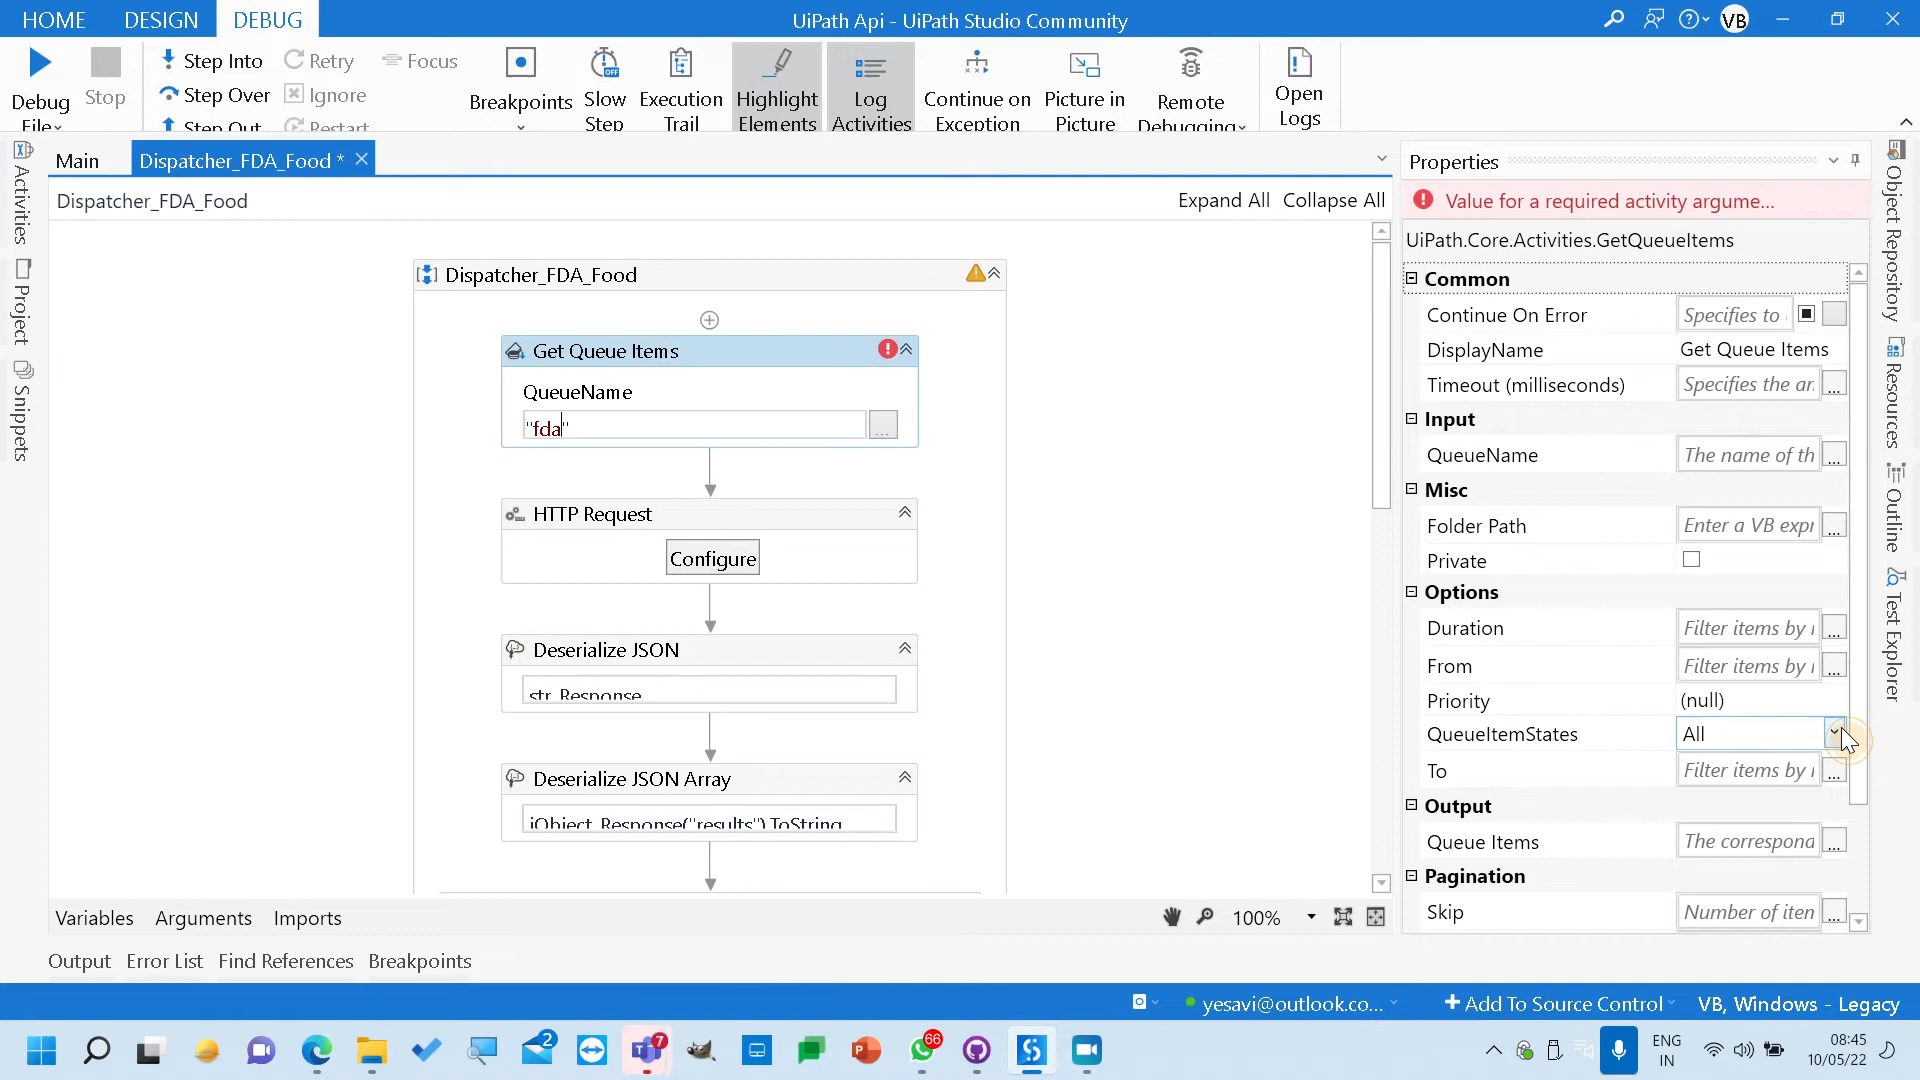 HOME DESIGN DEBUG UiPath Api - UiPath Studio Community VB
Debug File Stop
Step Into Retry Focus
Step Over Ignore
Step Out Restart
Breakpoints
Slow Step
Execution Trail
Highlight Elements
Log Activities
Continue on Exception
Picture in Picture
Remote Debugging
Open Logs
Activities
Project
Snippets
Main Dispatcher_FDA_Food *
Dispatcher_FDA_Food Expand All Collapse All
Dispatcher_FDA_Food
Get Queue Items
QueueName
"fda"
...
HTTP Request
Configure
Deserialize JSON
str_Response
Deserialize JSON Array
jObject_Response("results").ToString
Variables Arguments Imports 100%
Output Error List Find References Breakpoints
Properties
Value for a required activity argume...
UiPath.Core.Activities.GetQueueItems
Common
Continue On Error Specifies to
DisplayName Get Queue Items
Timeout (milliseconds) Specifies the ar ...
Input
QueueName The name of th ...
Misc
Folder Path Enter a VB expr ...
Private
Options
Duration Filter items by ...
From Filter items by ...
Priority (null)
QueueItemStates All
To Filter items by ...
Output
Queue Items The corresponda ...
Pagination
Skip Number of iten ...
Object Repository
Resources
Outline
Test Explorer
yesavi@outlook.co... Add To Source Control VB, Windows - Legacy
2 7 66
ENG IN
08:45
10/05/22